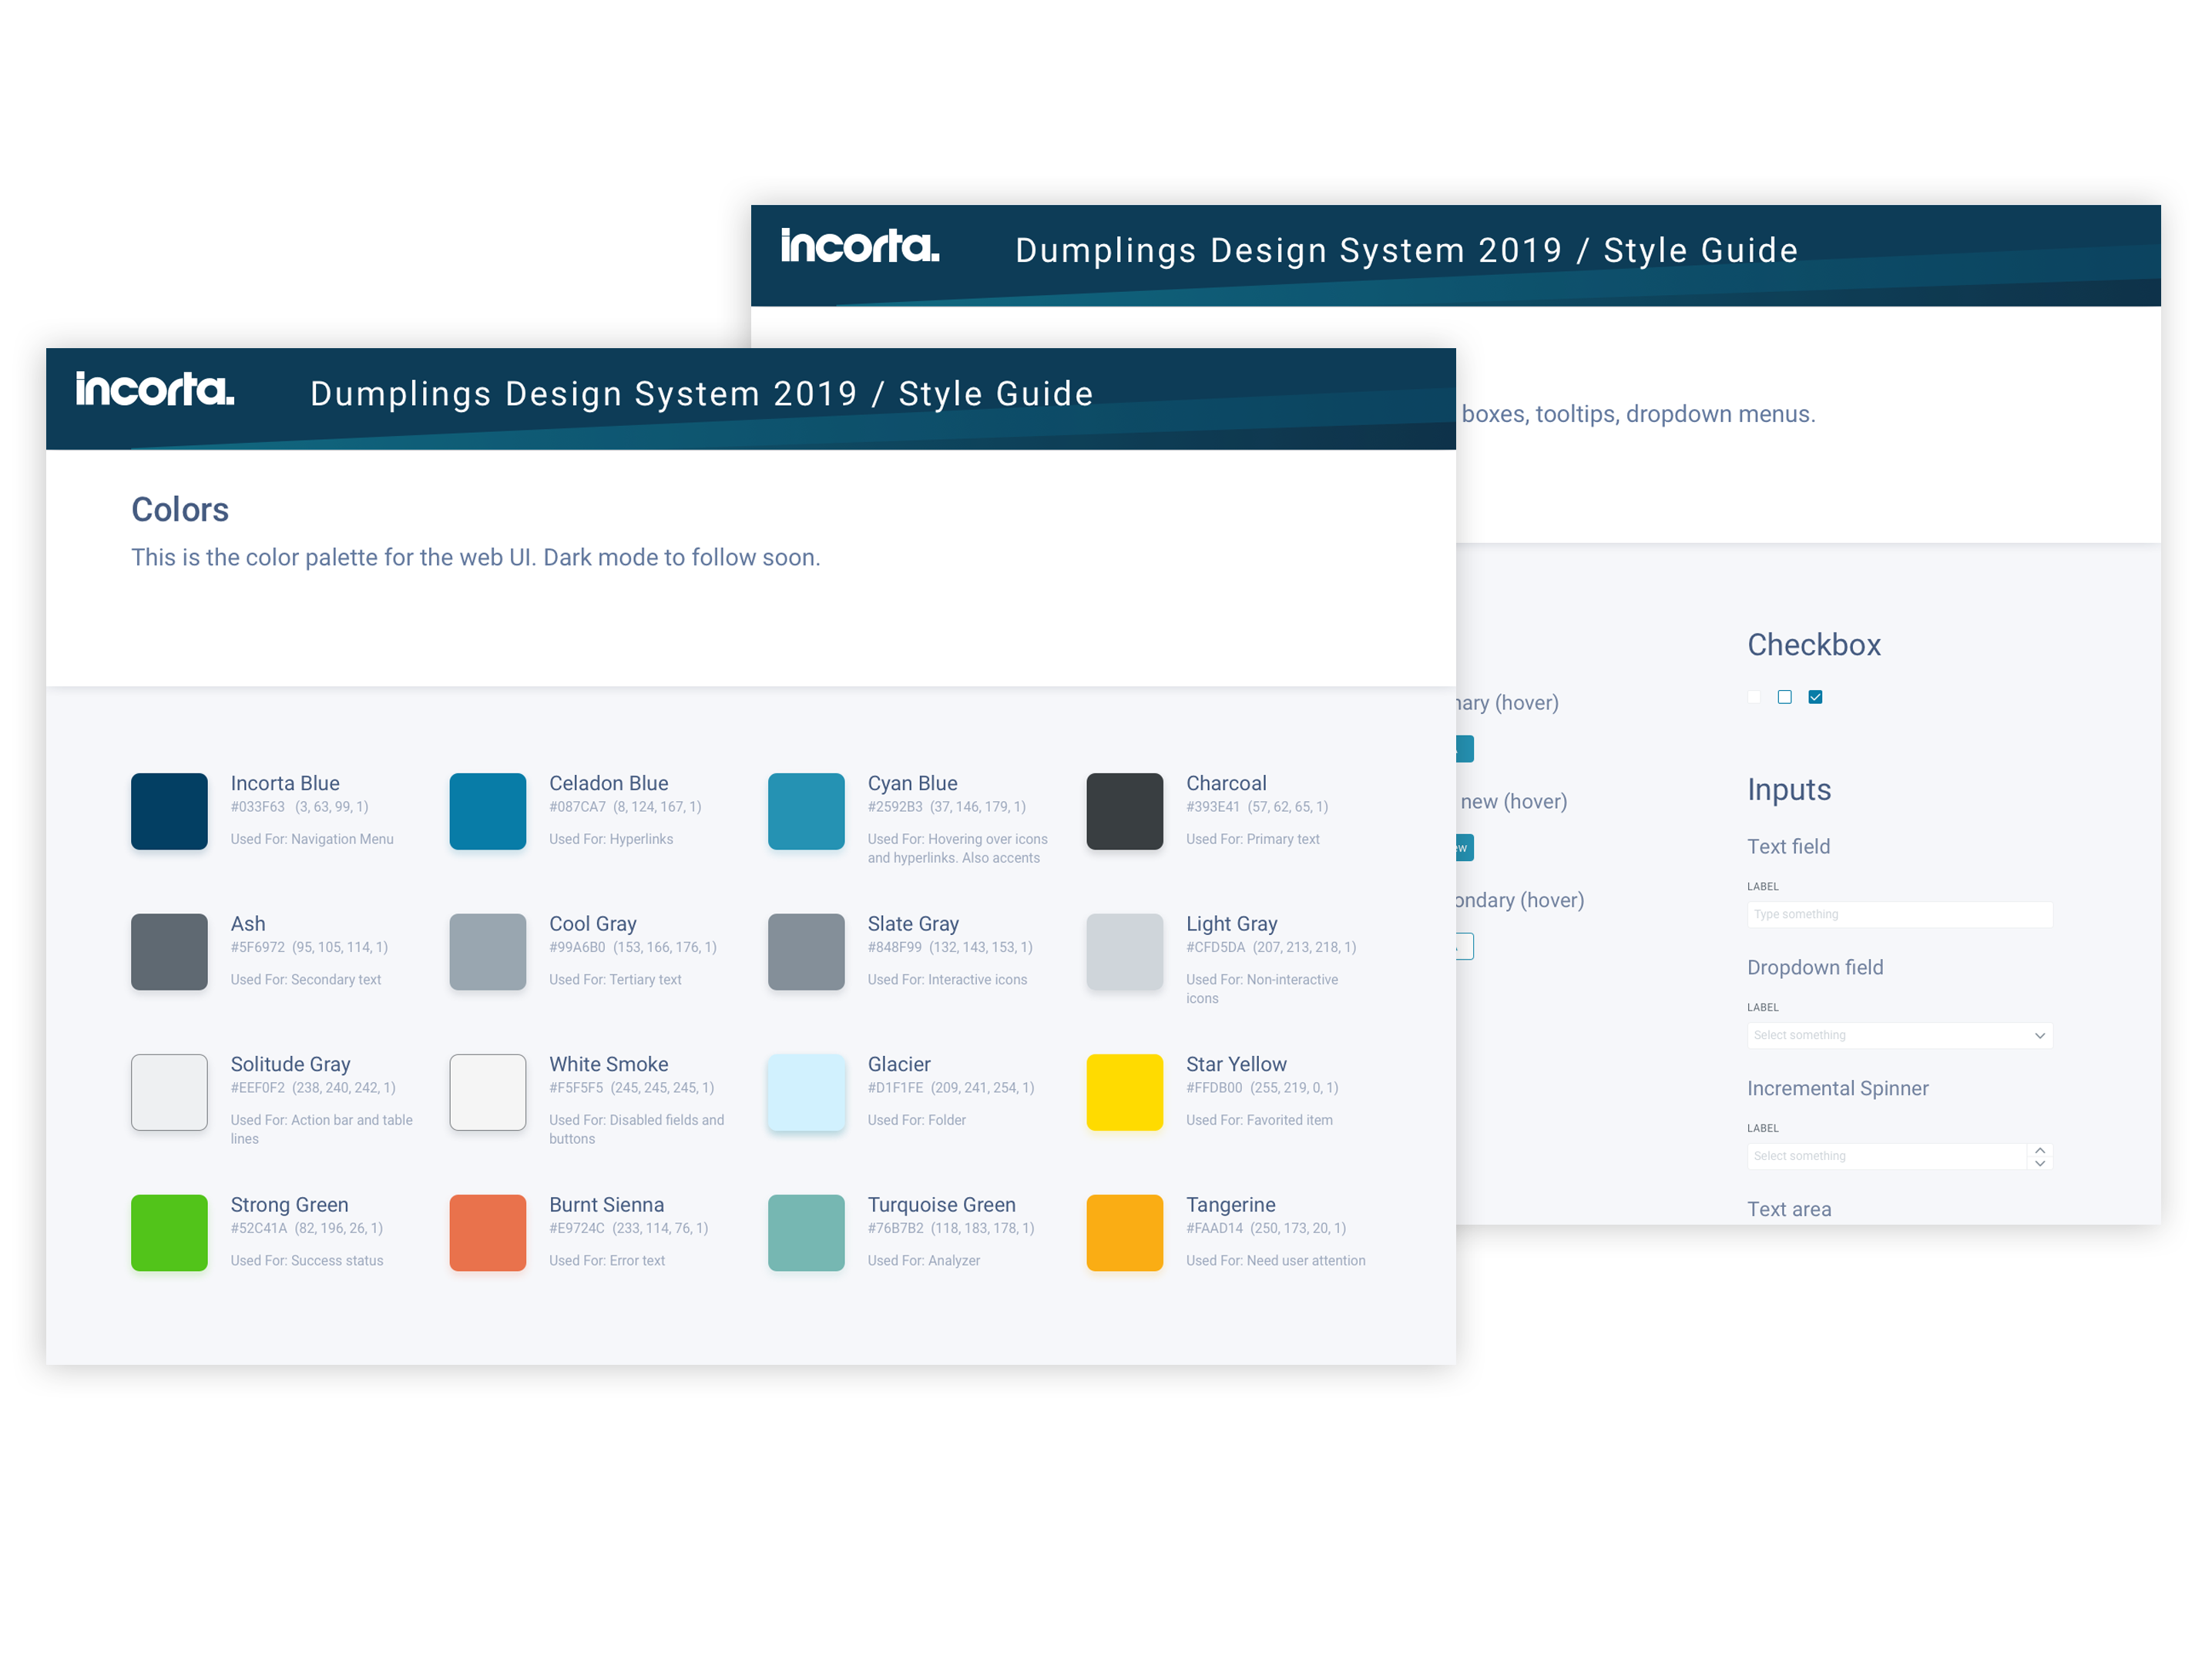 incorta.
Dumplings Design System 2019 / Style Guide
Colors
This is the color palette for the web UI. Dark mode to follow soon.
Incorta Blue
#033F63 (3, 63, 99, 1)
Used For: Navigation Menu
Celadon Blue
#087CA7 (8, 124, 167, 1)
Used For: Hyperlinks
Cyan Blue
#2592B3 (37, 146, 179, 1)
Used For: Hovering over icons
and hyperlinks. Also accents
Charcoal
#393E41 (57, 62, 65, 1)
Used For: Primary text
Ash
#5F6972 (95, 105, 114, 1)
Used For: Secondary text
Cool Gray
#99A6B0 (153, 166, 176, 1)
Used For: Tertiary text
Slate Gray
#848F99 (132, 143, 153, 1)
Used For: Interactive icons
Light Gray
#CFD5DA (207, 213, 218, 1)
Used For: Non-interactive
icons
Solitude Gray
#EEF0F2 (238, 240, 242, 1)
Used For: Action bar and table
lines
White Smoke
#F5F5F5 (245, 245, 245, 1)
Used For: Disabled fields and
buttons
Glacier
#D1F1FE (209, 241, 254, 1)
Used For: Folder
Star Yellow
#FFDB00 (255, 219, 0, 1)
Used For: Favorited item
Strong Green
#52C41A (82, 196, 26, 1)
Used For: Success status
Burnt Sienna
#E9724C (233, 114, 76, 1)
Used For: Error text
Turquoise Green
#76B7B2 (118, 183, 178, 1)
Used For: Analyzer
Tangerine
#FAAD14 (250, 173, 20, 1)
Used For: Need user attention
incorta.
Dumplings Design System 2019 / Style Guide
boxes, tooltips, dropdown menus.
(hover)
new (hover)
(hover)
Checkbox
Inputs
Text field
LABEL
Type something
Dropdown field
LABEL
Select something
Incremental Spinner
LABEL
Select something
Text area